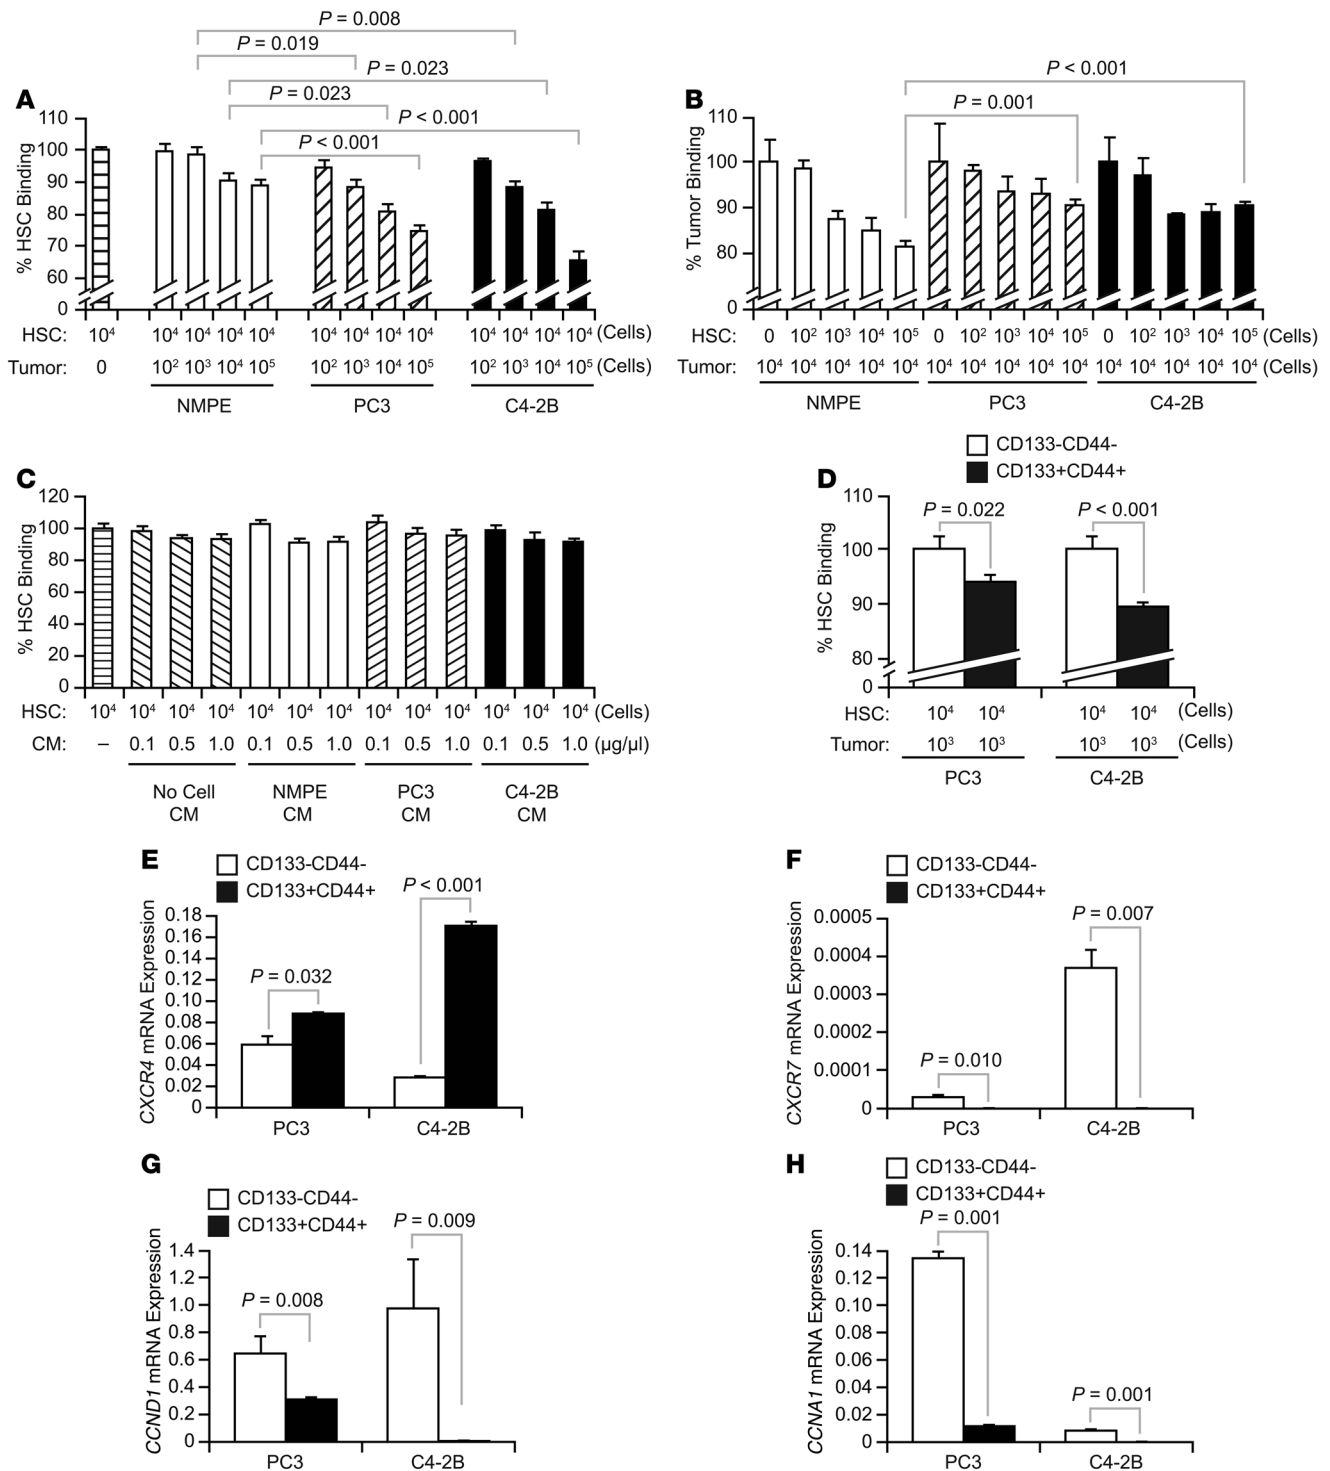 A
P = 0.008
P = 0.019
P = 0.023
P = 0.023
P < 0.001
P < 0.001
% HSC Binding
110
100
90
80
70
60
0
HSC: 10⁴ 10⁴ 10⁴ 10⁴ 10⁴ 10⁴ 10⁴ 10⁴ 10⁴ 10⁴ 10⁴ 10⁴ 10⁴ (Cells)
Tumor: 0 10² 10³ 10⁴ 10⁵ 10² 10³ 10⁴ 10⁵ 10² 10³ 10⁴ 10⁵ (Cells)
NMPE PC3 C4-2B
B
P < 0.001
P = 0.001
% Tumor Binding
110
100
90
80
0
HSC: 0 10² 10³ 10⁴ 10⁵ 0 10² 10³ 10⁴ 10⁵ 0 10² 10³ 10⁴ 10⁵ (Cells)
Tumor: 10⁴ 10⁴ 10⁴ 10⁴ 10⁴ 10⁴ 10⁴ 10⁴ 10⁴ 10⁴ 10⁴ 10⁴ 10⁴ 10⁴ 10⁴ (Cells)
NMPE PC3 C4-2B
C
% HSC Binding
120
100
80
60
40
20
0
HSC: 10⁴ 10⁴ 10⁴ 10⁴ 10⁴ 10⁴ 10⁴ 10⁴ 10⁴ 10⁴ 10⁴ 10⁴ 10⁴ (Cells)
CM: – 0.1 0.5 1.0 0.1 0.5 1.0 0.1 0.5 1.0 0.1 0.5 1.0 (μg/μl)
No Cell NMPE PC3 C4-2B
CM CM CM CM
D
CD133-CD44-
CD133+CD44+
P = 0.022 P < 0.001
% HSC Binding
110
100
90
80
0
HSC: 10⁴ 10⁴ 10⁴ 10⁴ (Cells)
Tumor: 10³ 10³ 10³ 10³ (Cells)
PC3 C4-2B
E
CD133-CD44-
CD133+CD44+
P < 0.001
P = 0.032
CXCR4 mRNA Expression
0.18
0.16
0.14
0.12
0.10
0.08
0.06
0.04
0.02
0
PC3 C4-2B
F
CD133-CD44-
CD133+CD44+
P = 0.007
P = 0.010
CXCR7 mRNA Expression
0.0005
0.0004
0.0003
0.0002
0.0001
0
PC3 C4-2B
G
CD133-CD44-
CD133+CD44+
P = 0.009
P = 0.008
CCND1 mRNA Expression
1.4
1.2
1.0
0.8
0.6
0.4
0.2
0
PC3 C4-2B
H
CD133-CD44-
CD133+CD44+
P = 0.001
P = 0.001
CCNA1 mRNA Expression
0.14
0.12
0.10
0.08
0.06
0.04
0.02
0
PC3 C4-2B